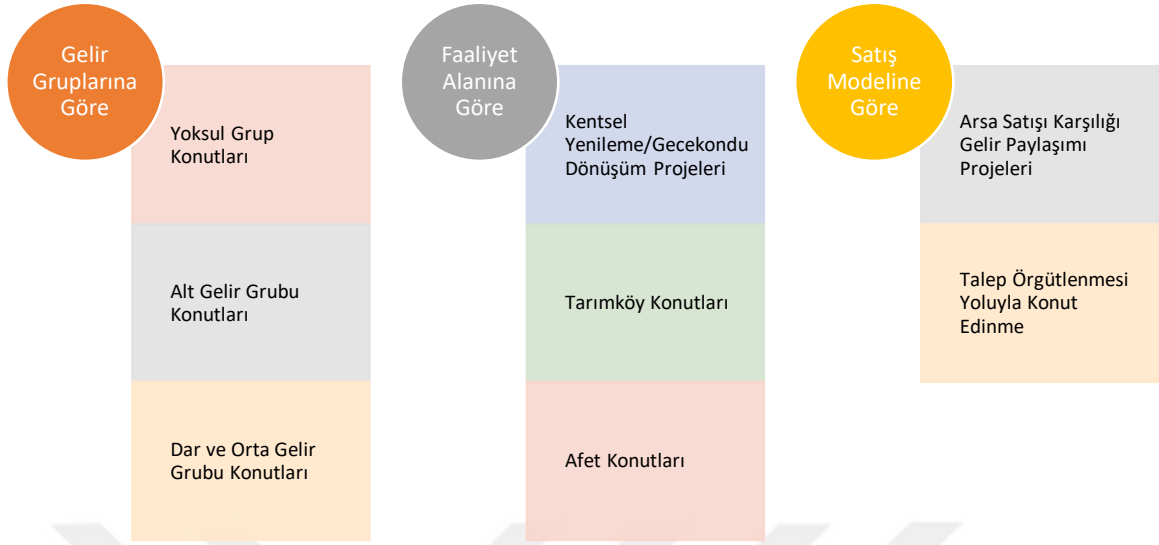 Gelir
Gruplarına
Göre
Yoksul Grup
Konutları
Alt Gelir Grubu
Konutları
Dar ve Orta Gelir
Grubu Konutları
Faaliyet
Alanına
Göre
Kentsel
Yenileme/Gecekondu
Dönüşüm Projeleri
Tarımköy Konutları
Afet Konutları
Satış
Modeline
Göre
Arsa Satışı Karşılığı
Gelir Paylaşımı
Projeleri
Talep Örgütlenmesi
Yoluyla Konut
Edinme